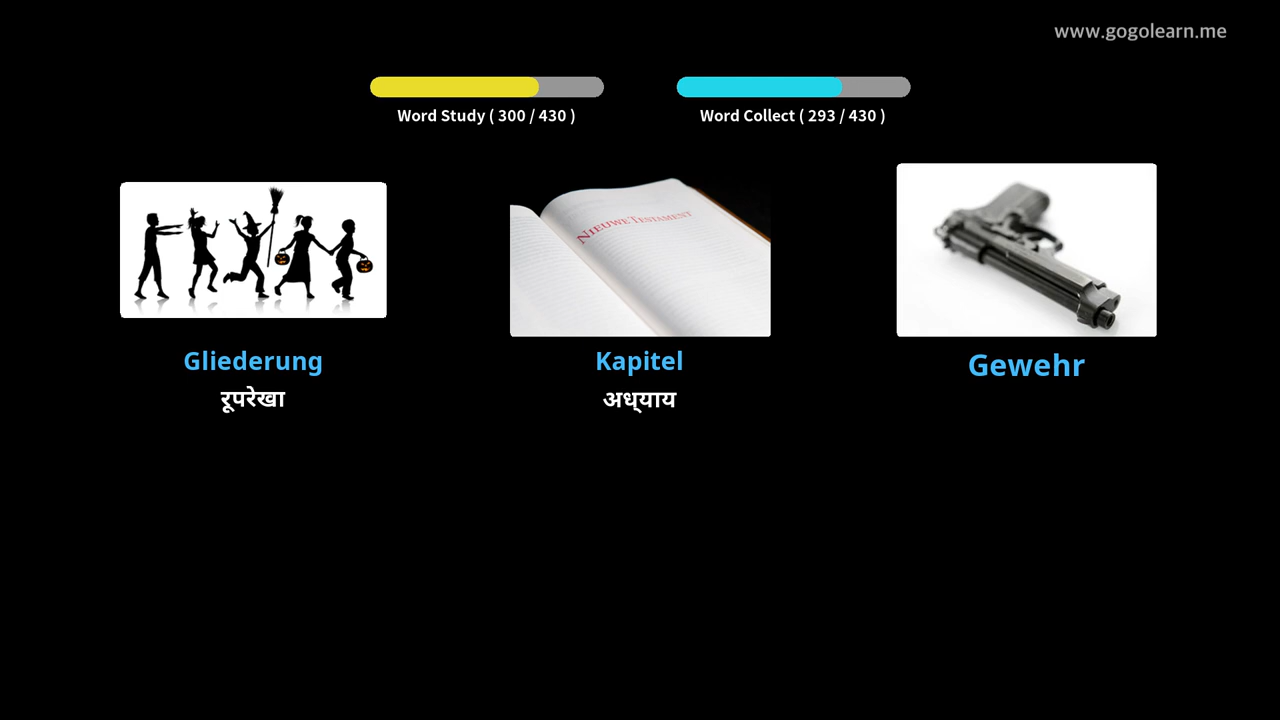 www.gogolearn.me
Word Study ( 300 / 430 )
Word Collect ( 293 / 430 )
NIEUWE TESTAMENT
Gliederung
रूपरेखा
Kapitel
अध्याय
Gewehr